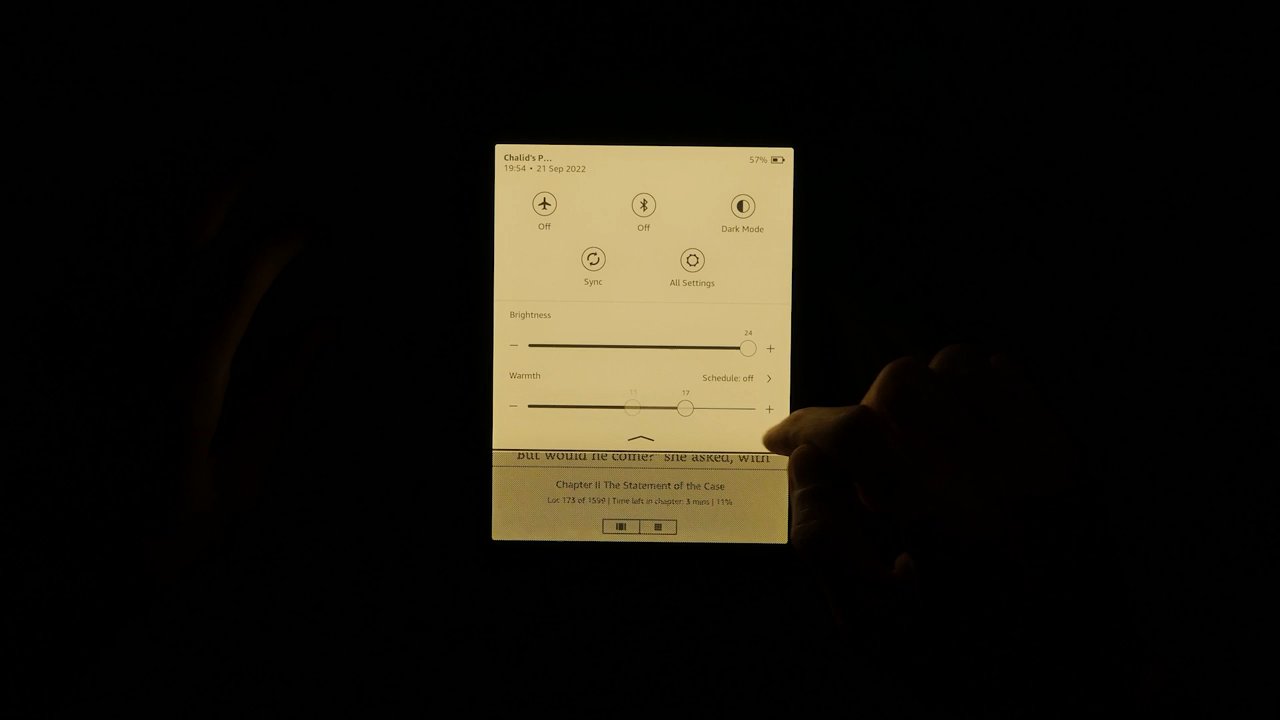 Chalid's P...
57%
19:54 • 21 Sep 2022
Off
Off
Dark Mode
Sync
All Settings
Brightness
24
Warmth
Schedule: off
11
17
But would he come?" she asked, with
Chapter II The Statement of the Case
Loc 173 of 1559 | Time left in chapter: 3 mins | 11%